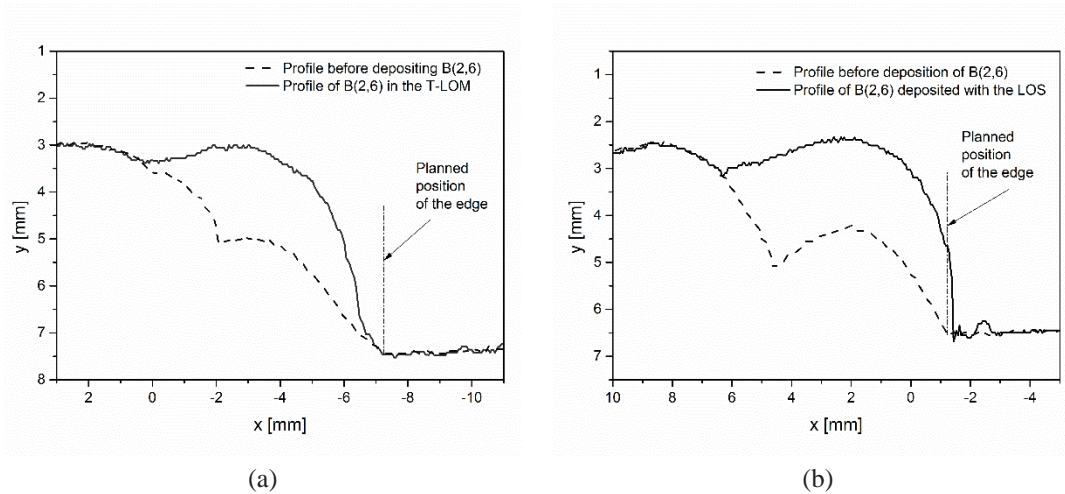 Profile before depositing B(2,6)
Profile of B(2,6) in the T-LOM
Planned
position
of the edge
y [mm]
1
2
3
4
5
6
7
8
2 0 -2 -4 -6 -8 -10
x [mm]
(a)
Profile before deposition of B(2,6)
Profile of B(2,6) deposited with the LOS
Planned
position
of the edge
y [mm]
1
2
3
4
5
6
7
10 8 6 4 2 0 -2 -4
x [mm]
(b)